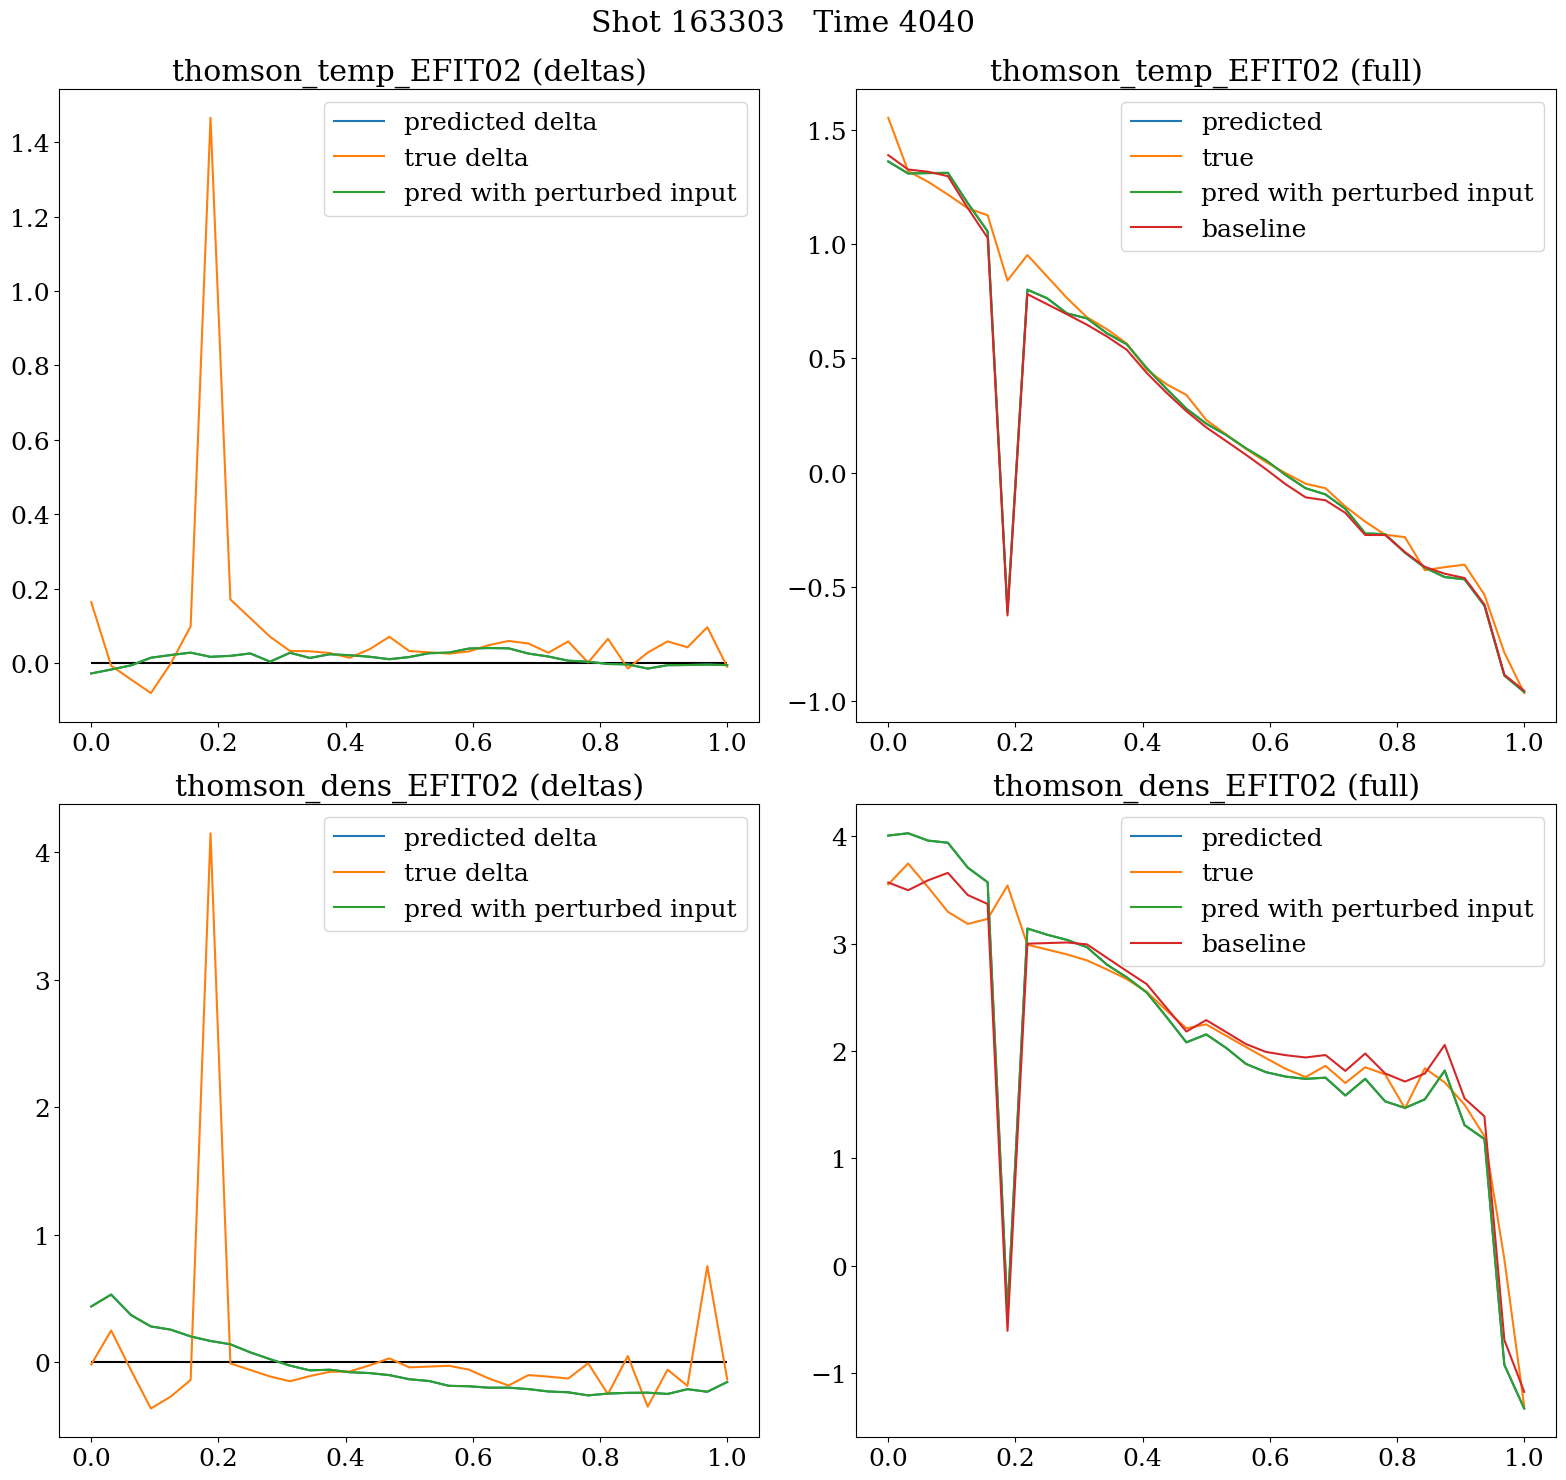 Shot 163303   Time 4040
thomson_temp_EFIT02 (deltas)
predicted delta
true delta
pred with perturbed input
1.4
1.2
1.0
0.8
0.6
0.4
0.2
0.0
0.0 0.2 0.4 0.6 0.8 1.0
thomson_temp_EFIT02 (full)
predicted
true
pred with perturbed input
baseline
1.5
1.0
0.5
0.0
−0.5
−1.0
0.0 0.2 0.4 0.6 0.8 1.0
thomson_dens_EFIT02 (deltas)
predicted delta
true delta
pred with perturbed input
4
3
2
1
0
0.0 0.2 0.4 0.6 0.8 1.0
thomson_dens_EFIT02 (full)
predicted
true
pred with perturbed input
baseline
4
3
2
1
0
−1
0.0 0.2 0.4 0.6 0.8 1.0